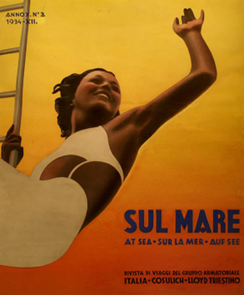 ANNO X. N° 3.
1934-XII.
SUL MARE
AT SEA · SUR LA MER · AUF SEE
RIVISTA DI VIAGGI DEL GRUPPO ARMATORIALE
ITALIA-COSULICH-LLOYD TRIESTINO